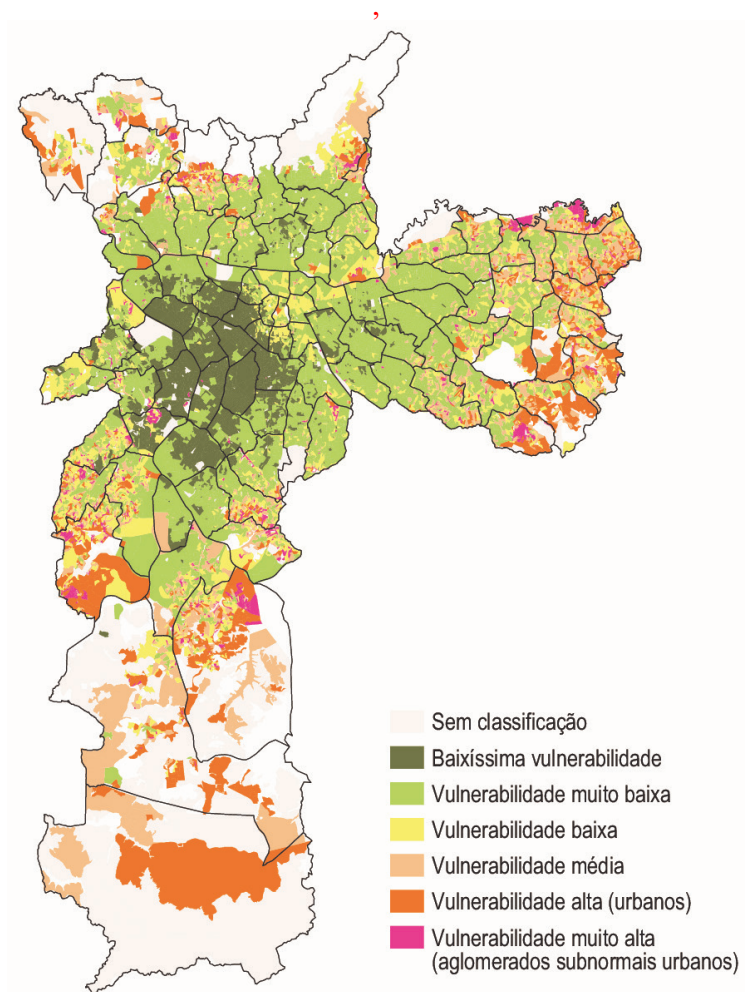 ,
Sem classificação
Baixíssima vulnerabilidade
Vulnerabilidade muito baixa
Vulnerabilidade baixa
Vulnerabilidade média
Vulnerabilidade alta (urbanos)
Vulnerabilidade muito alta
(aglomerados subnormais urbanos)